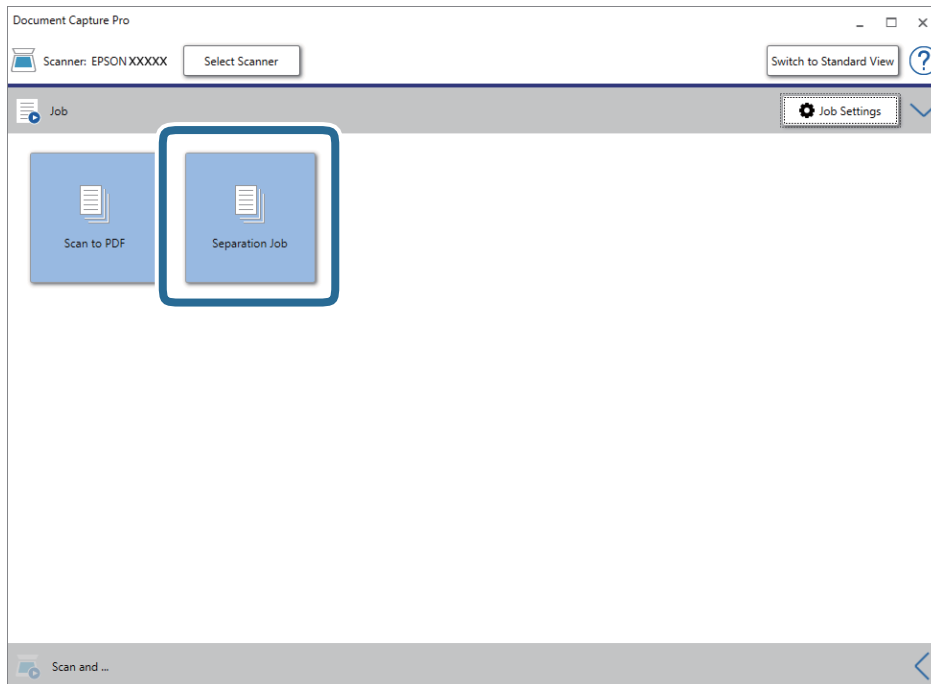 Document Capture Pro
Scanner: EPSON XXXXX
Select Scanner
Switch to Standard View
?
Job
Job Settings
Scan to PDF
Separation Job
Scan and ...